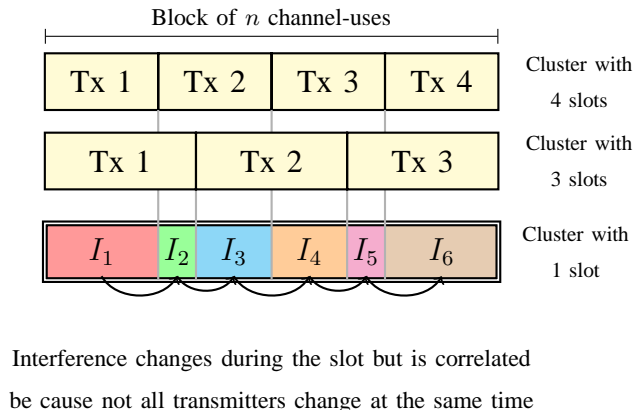 Block of n channel-uses
Tx 1 Tx 2 Tx 3 Tx 4
Cluster with
4 slots
Tx 1 Tx 2 Tx 3
Cluster with
3 slots
I₁ I₂ I₃ I₄ I₅ I₆
Cluster with
1 slot
Interference changes during the slot but is correlated
be cause not all transmitters change at the same time